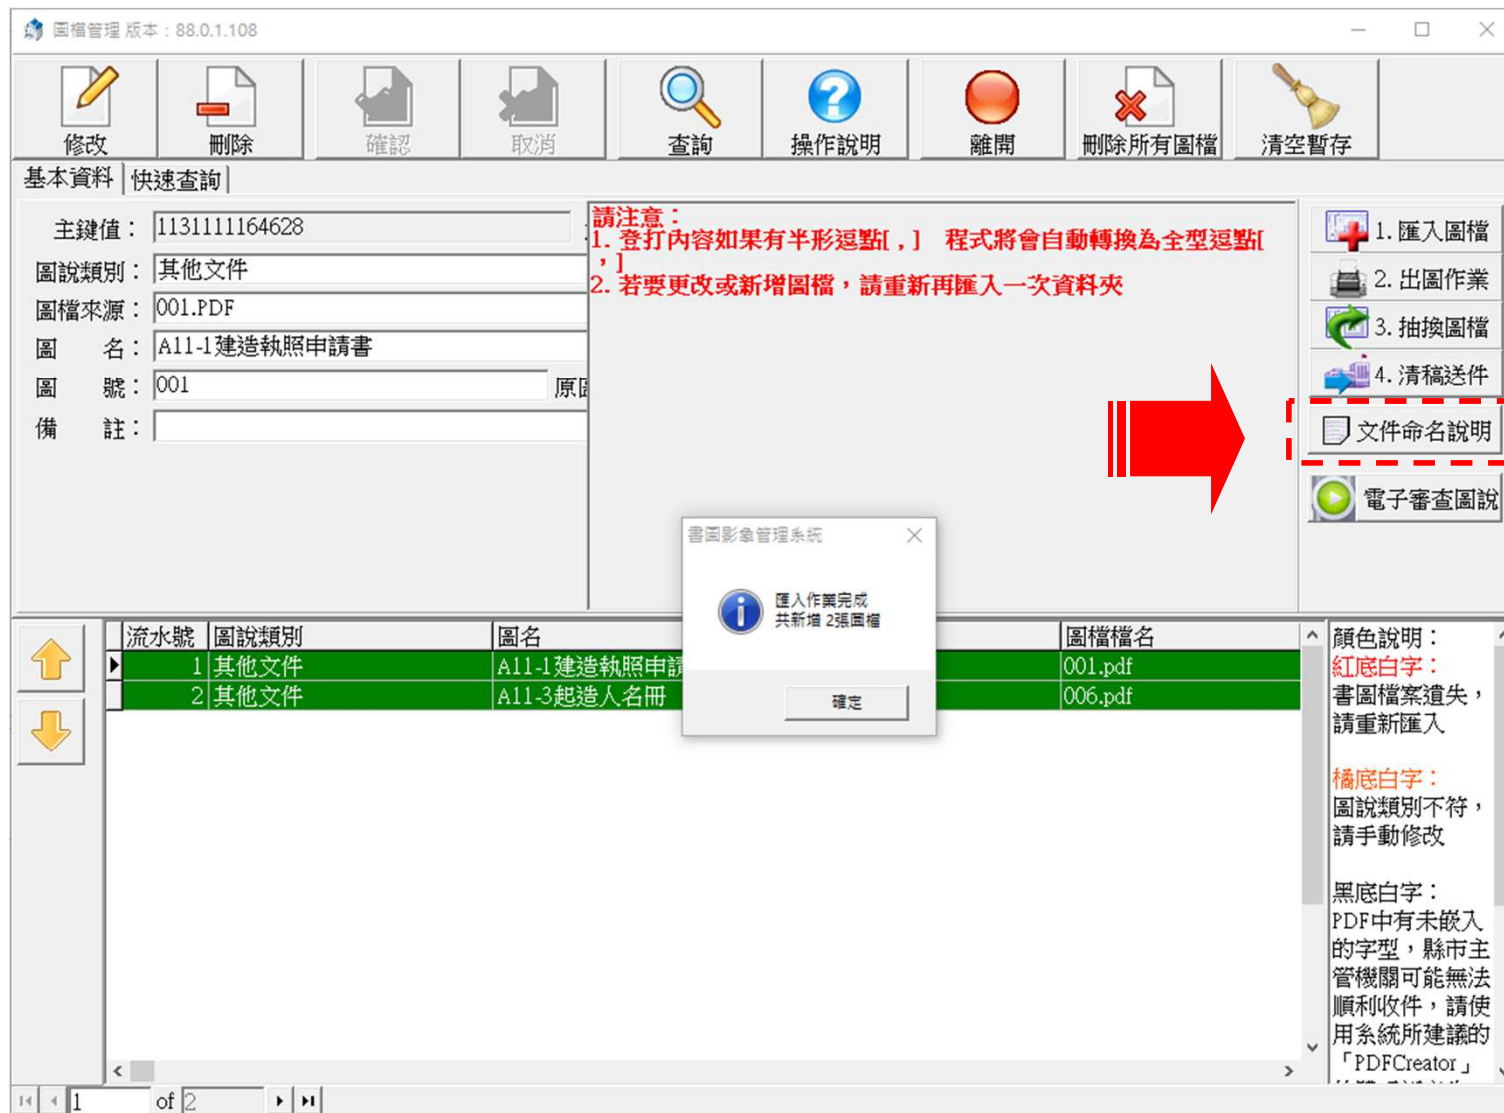 圖檔管理 版本：88.0.1.108
修改 刪除 確認 取消 查詢 操作說明 離開 刪除所有圖檔 清空暫存
基本資料 快速查詢
主鍵值： 1131111164628
圖說類別： 其他文件
圖檔來源： 001.PDF
圖　　名： A11-1建造執照申請書
圖　　號： 001 原
備　　註：
請注意：
1. 登打內容如果有半形逗點[ , ] 程式將會自動轉換為全型逗點[
，]
2. 若要更改或新增圖檔，請重新再匯入一次資料夾
1. 匯入圖檔
2. 出圖作業
3. 抽換圖檔
4. 清稿送件
文件命名說明
電子審查圖說
書圖影象管理系統
匯入作業完成
共新增 2張圖檔
確定
流水號 圖說類別 圖名 圖檔檔名
1 其他文件 A11-1建造執照申請 001.pdf
2 其他文件 A11-3起造人名冊 006.pdf
顏色說明：
紅底白字：
書圖檔案遺失，
請重新匯入
橘底白字：
圖說類別不符，
請手動修改
黑底白字：
PDF中有未嵌入
的字型，縣市主
管機關可能無法
順利收件，請使
用系統所建議的
「PDFCreator」
1 of 2